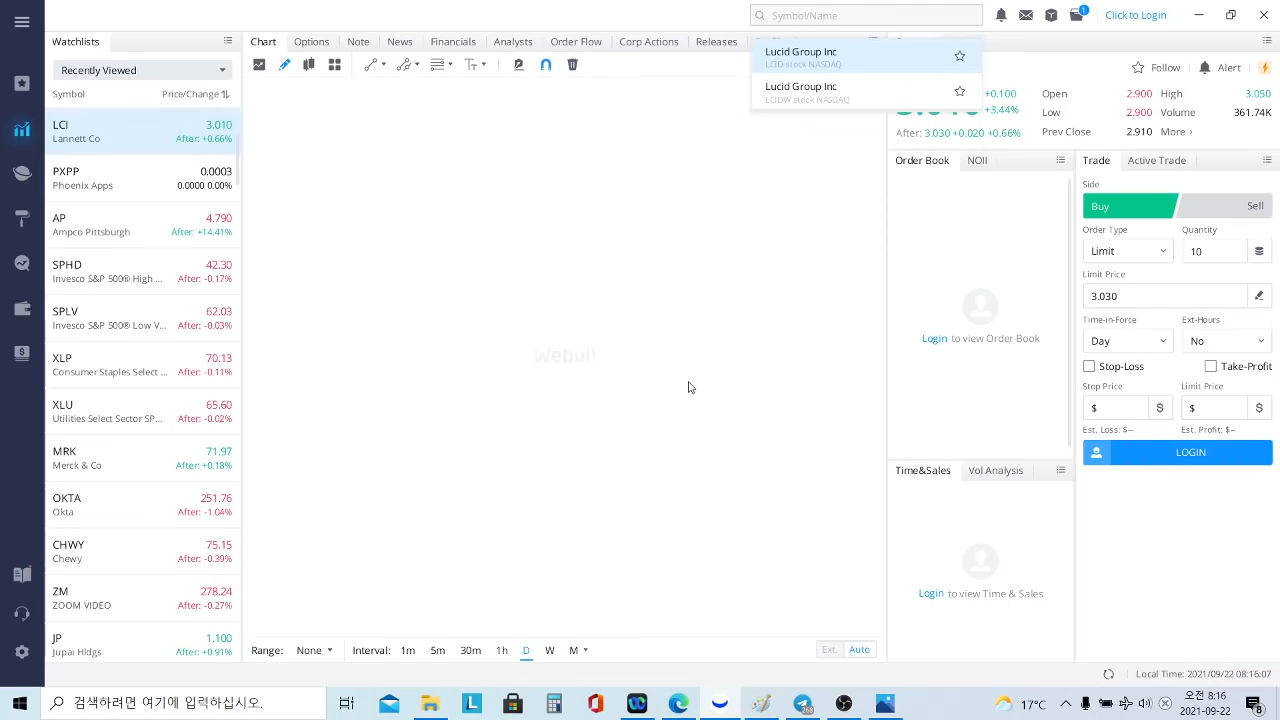 Symbol/Name
1
Click to Login
Watchlists
Chart
Options
Note
News
Financials
Analysts
Order Flow
Corp Actions
Releases
Lucid Group Inc
LCID stock NASDAQ
Lucid Group Inc
LCIDW stock NASDAQ
Recently Viewed
Symbol
Price/Change
LCI 3.010
Lannett Co After: +0.66%
PXPP 0.0003
Phoenix Apps 0.0000 0.00%
AP 4.790
Ampco Pittsburgh After: +14.41%
SPHD 42.30
Invesco S&P 500® High ... After: -0.17%
SPLV 62.03
Invesco S&P 500® Low V... After: -0.03%
XLP 70.13
Consumer Staples Select ... After: -0.11%
XLU 65.60
Utilities Select Sector SP... After: -0.02%
MRK 71.97
Merck & Co After: +0.18%
OKTA 251.76
Okta After: -1.04%
CHWY 75.15
Chewy After: -0.39%
ZM 278.24
ZOOM VIDEO After: -0.27%
JP 1.100
Jupai Hldgs After: +0.91%
Webull
Range: None
Interval: 1m 5m 30m 1h D W M
Ext. Auto
Follow
Alert
+0.100
+3.44%
After: 3.030 +0.020 +0.66%
Open 2.900 High 3.050
Low 2.900 Volume 361.74K
Prev Close 2.910 More ›
Order Book
NOII
Login to view Order Book
Time&Sales
Vol Analysis
Login to view Time & Sales
Trade
Active Trade
Side
Buy Sell
Order Type Quantity
Limit 10
Limit Price
3.030
Time-in-Force Ext-Hours
Day No
Stop-Loss Take-Profit
Stop Price Limit Price
$ $ $ $
Est. Loss: $-- Est. Profit: $--
LOGIN
Local Time: 2021/09/22 08:16:07
검색하려면 여기에 입력하십시오.
17°C
오전 8:16
2021-09-22
8